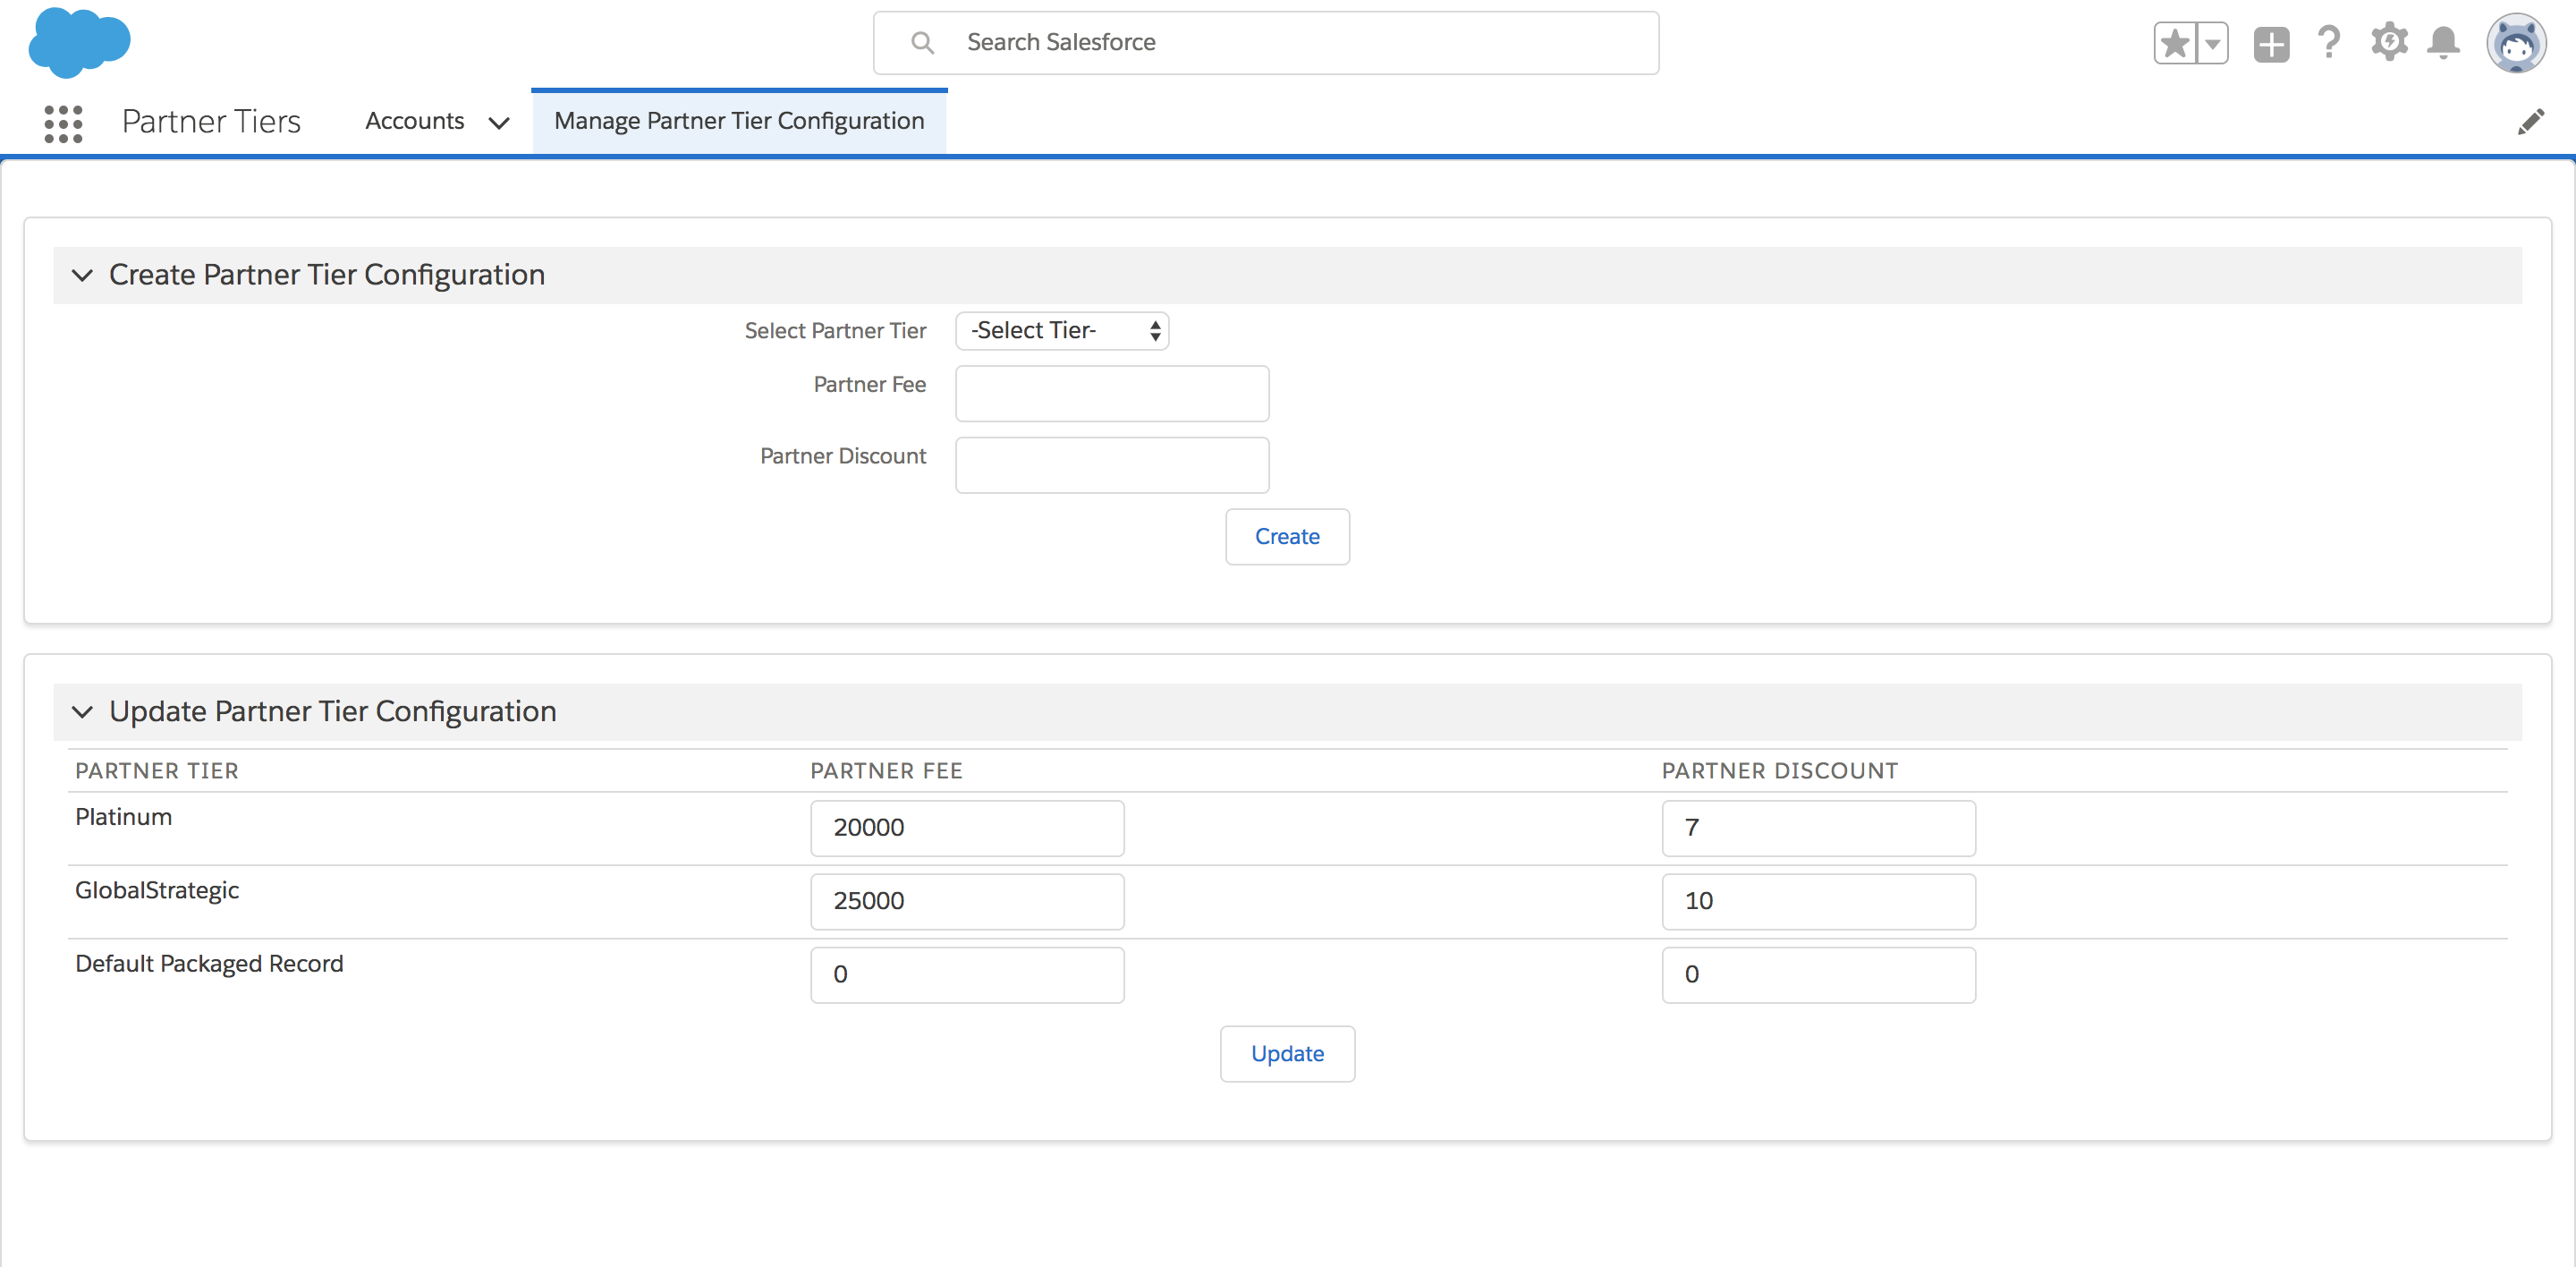 Search Salesforce
Partner Tiers
Accounts
Manage Partner Tier Configuration
Create Partner Tier Configuration
Select Partner Tier -Select Tier-
Partner Fee
Partner Discount
Create
Update Partner Tier Configuration
PARTNER TIER PARTNER FEE PARTNER DISCOUNT
Platinum 20000 7
GlobalStrategic 25000 10
Default Packaged Record 0 0
Update